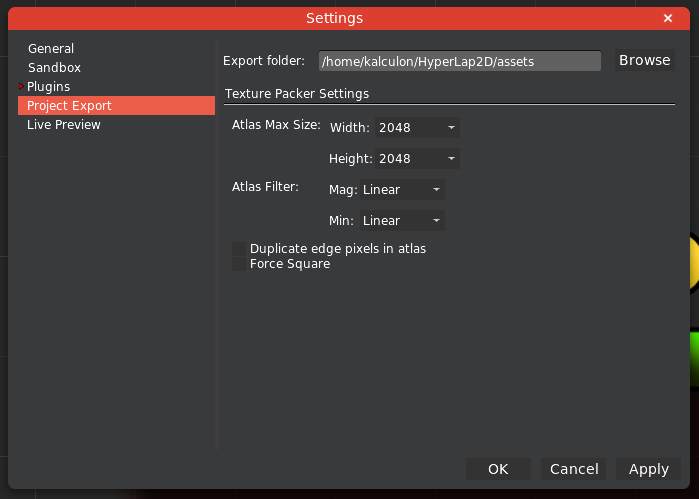 Settings ×
General
Sandbox
Plugins
Project Export
Live Preview
Export folder: /home/kalculon/HyperLap2D/assets Browse
Texture Packer Settings
Atlas Max Size: Width: 2048
Height: 2048
Atlas Filter: Mag: Linear
Min: Linear
Duplicate edge pixels in atlas
Force Square
OK Cancel Apply